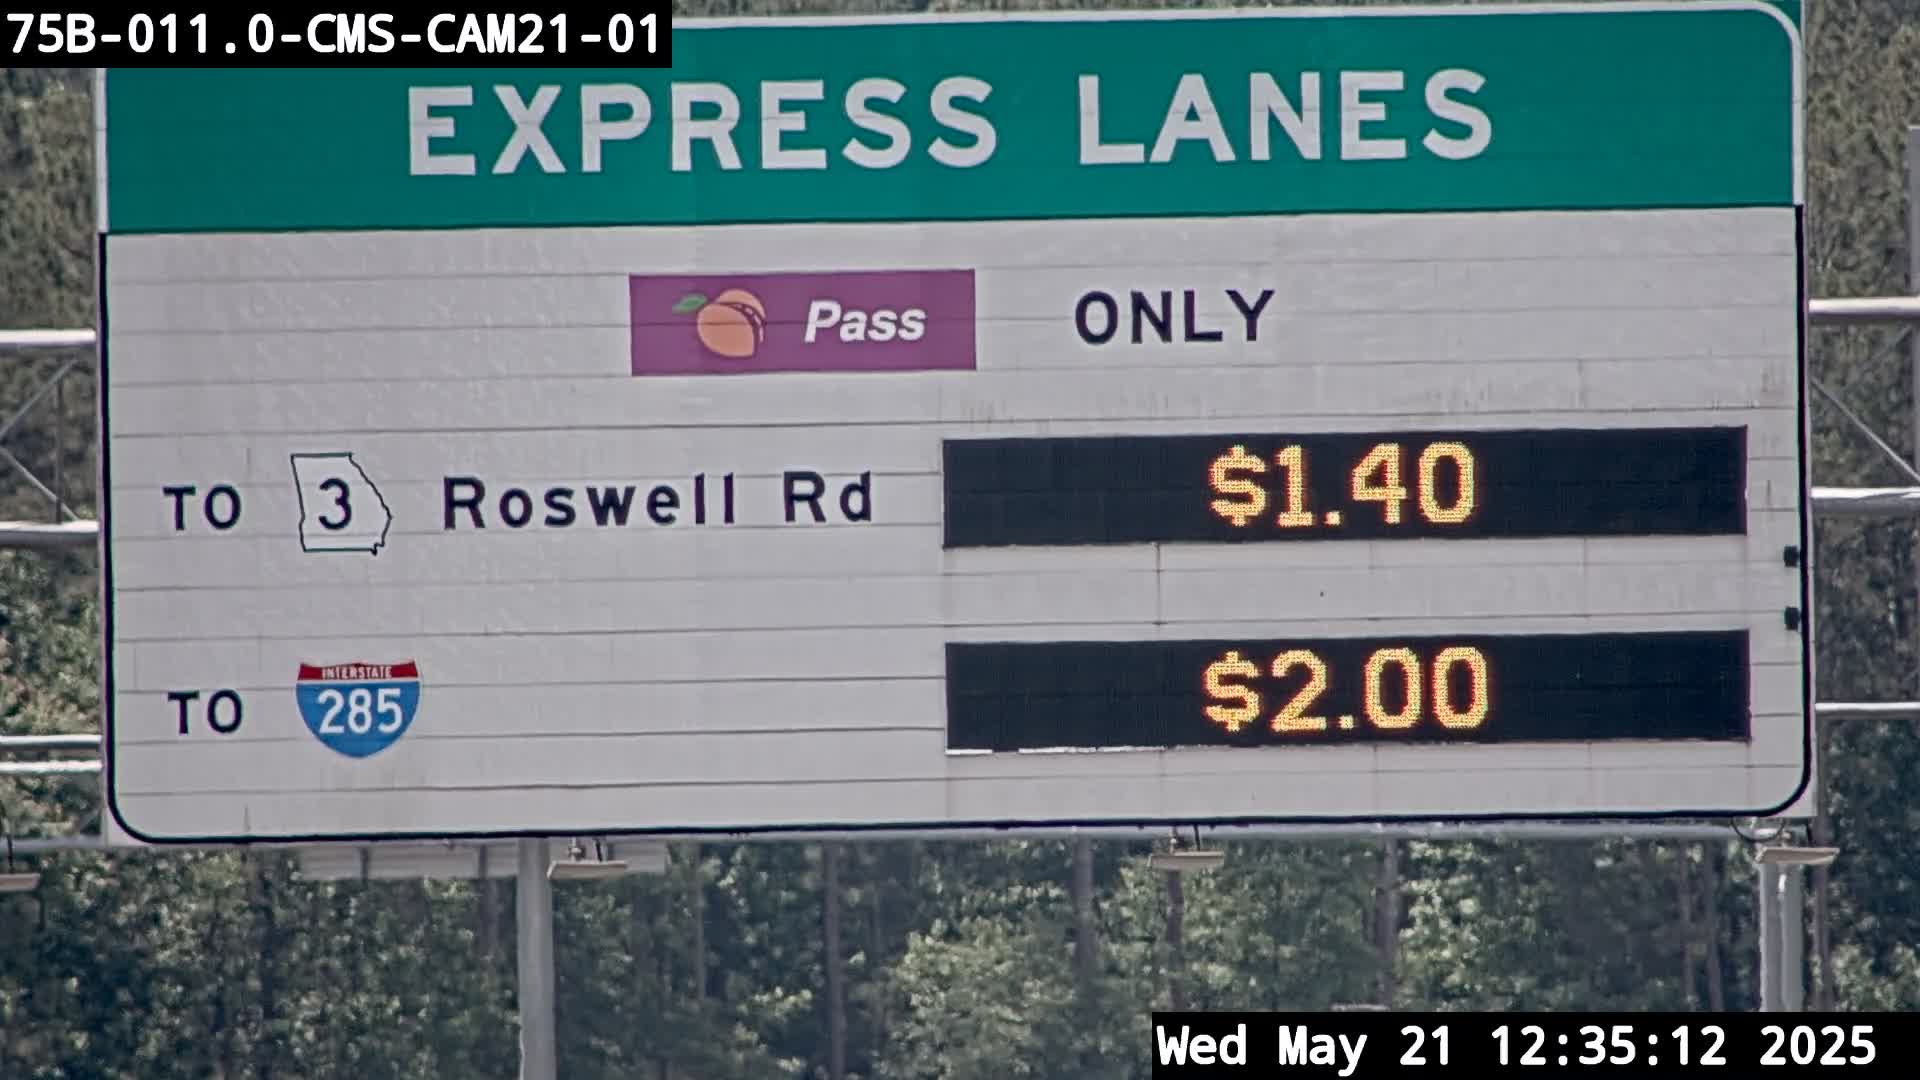 75B-011.0-CMS-CAM21-01
EXPRESS LANES
Pass ONLY
TO 3 Roswell Rd $1.40
INTERSTATE
TO 285 $2.00
Wed May 21 12:35:12 2025